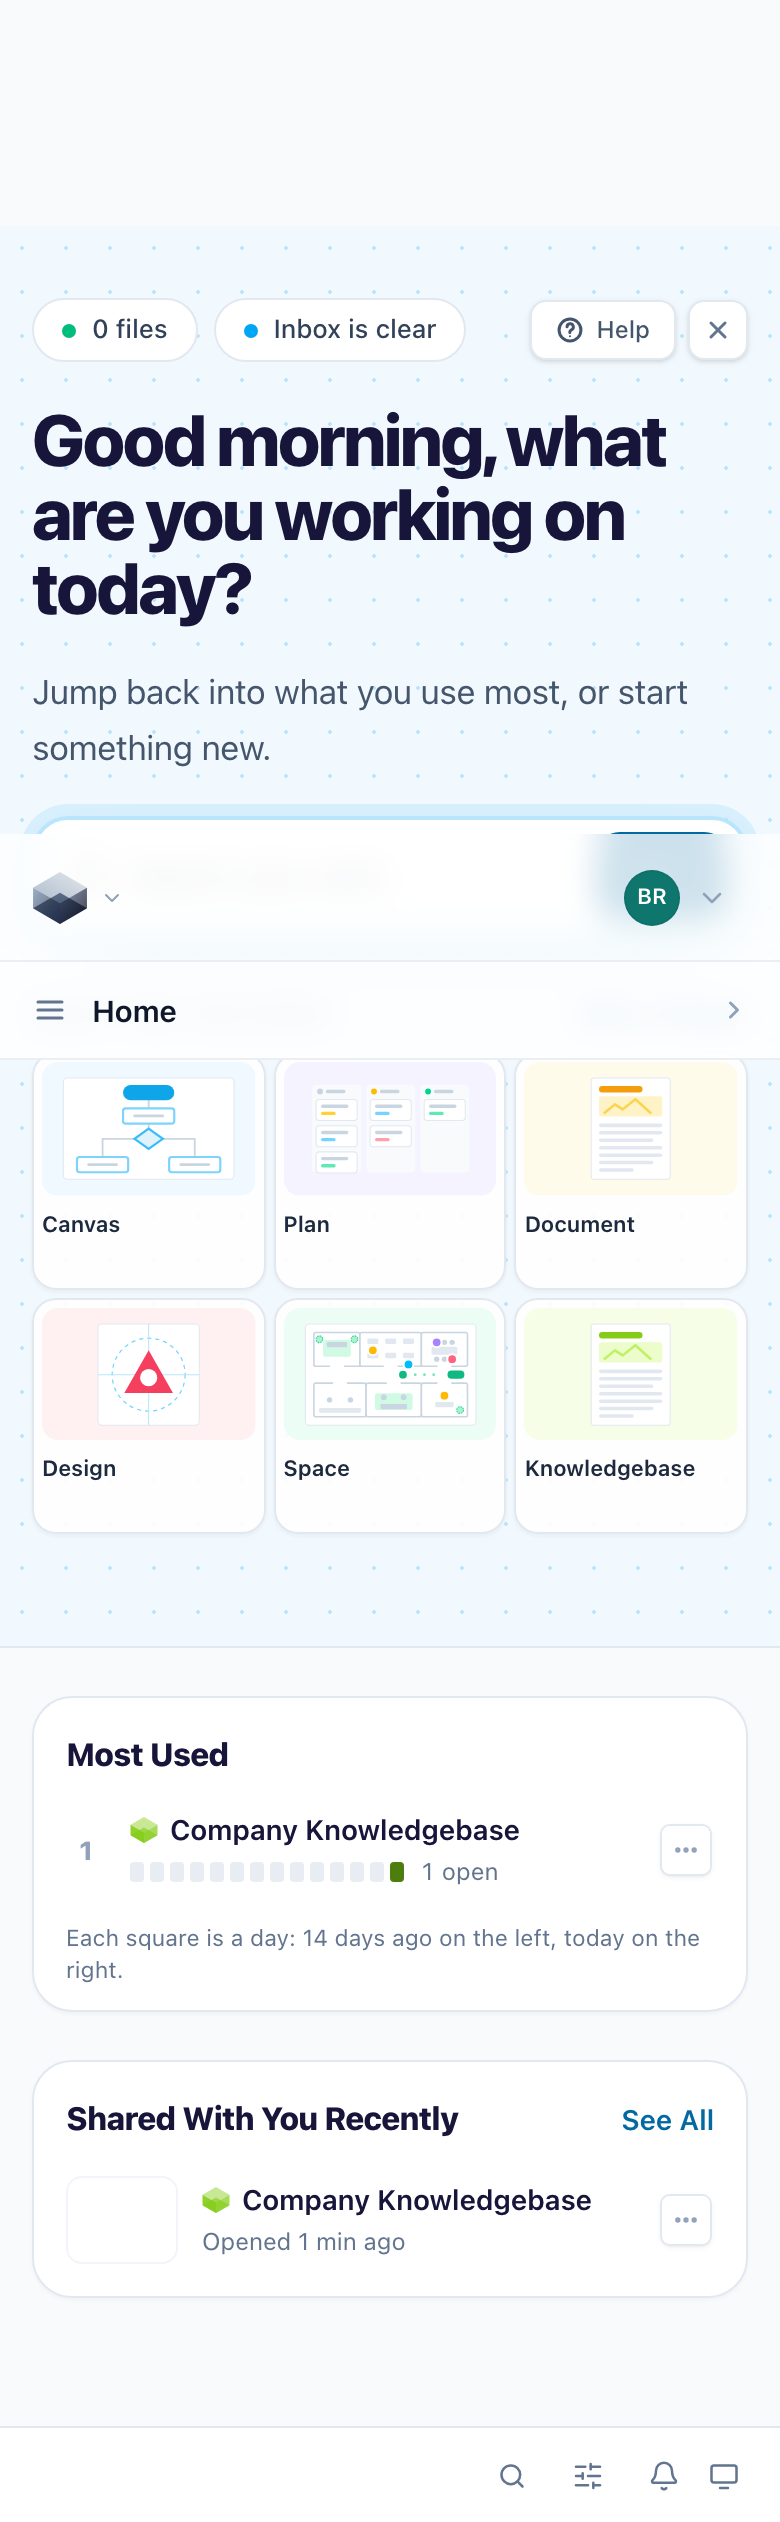 0 files
Inbox is clear
Help
Good morning, what
are you working on
today?
Jump back into what you use most, or start
something new.
BR
Home
Canvas
Plan
Document
Design
Space
Knowledgebase
Most Used
1
Company Knowledgebase
1 open
Each square is a day: 14 days ago on the left, today on the
right.
Shared With You Recently
See All
Company Knowledgebase
Opened 1 min ago